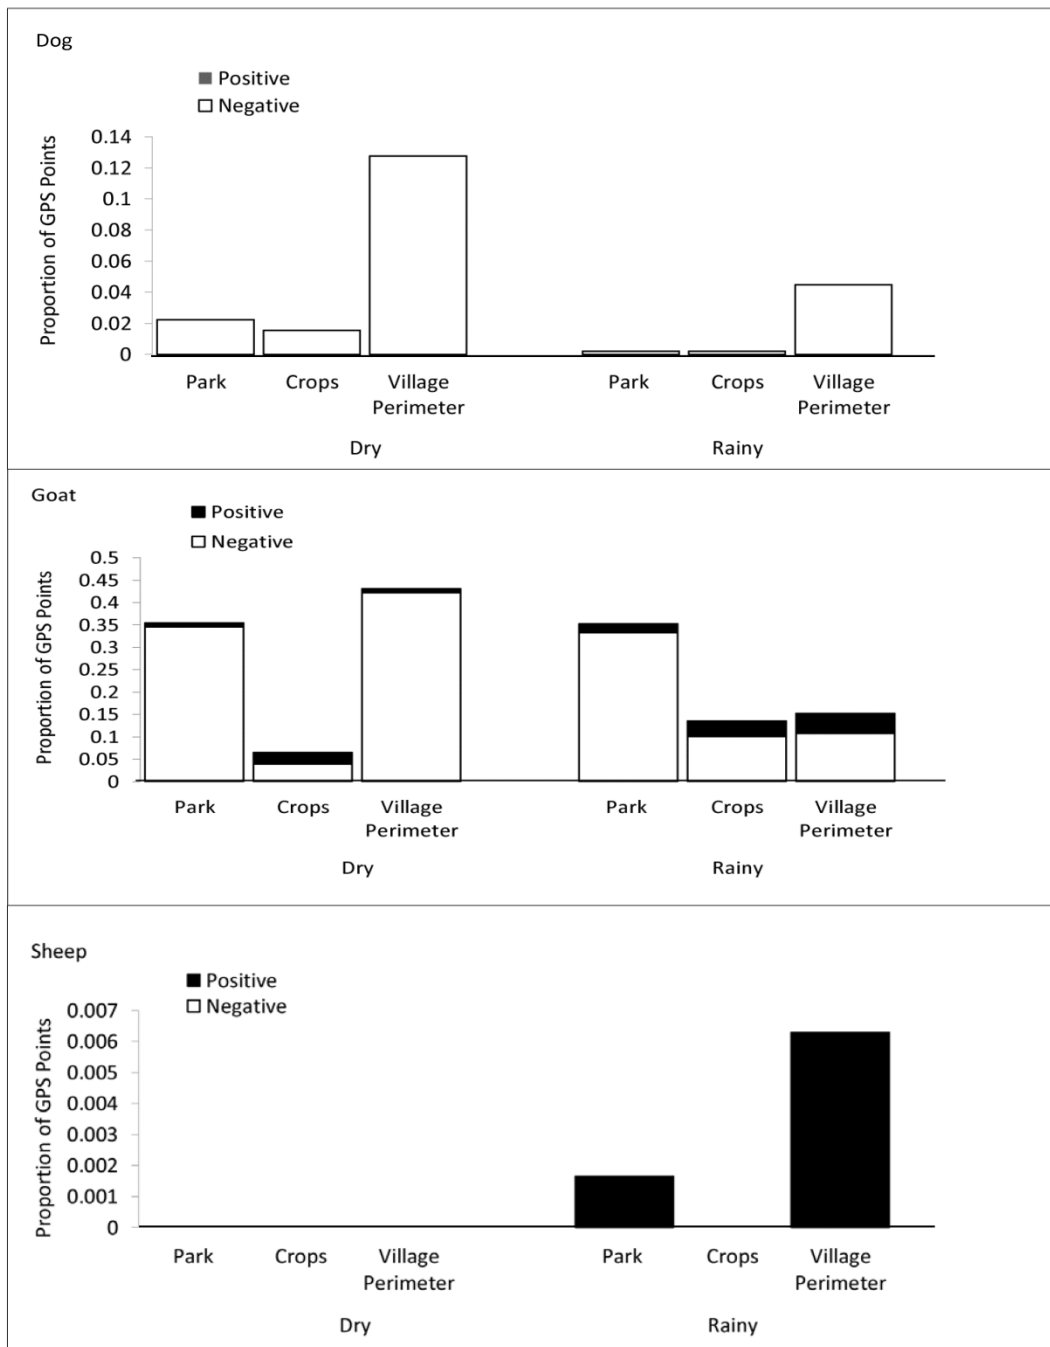 Dog
Positive
Negative
Proportion of GPS Points
0.14
0.12
0.1
0.08
0.06
0.04
0.02
0
Park Crops Village Perimeter Park Crops Village Perimeter
Dry Rainy
Goat
Positive
Negative
Proportion of GPS Points
0.5
0.45
0.4
0.35
0.3
0.25
0.2
0.15
0.1
0.05
0
Park Crops Village Perimeter Park Crops Village Perimeter
Dry Rainy
Sheep
Positive
Negative
Proportion of GPS Points
0.007
0.006
0.005
0.004
0.003
0.002
0.001
0
Park Crops Village Perimeter Park Crops Village Perimeter
Dry Rainy